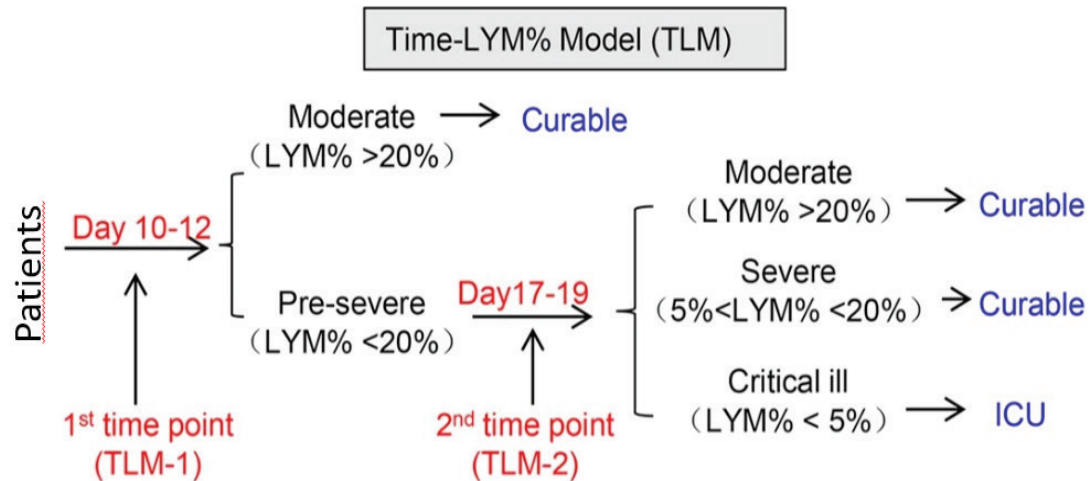 Time-LYM% Model (TLM)
Patients
Day 10-12
1st time point
(TLM-1)
Moderate
(LYM% >20%)
Curable
Pre-severe
(LYM% <20%)
Day17-19
2nd time point
(TLM-2)
Moderate
(LYM% >20%)
Curable
Severe
(5%<LYM% <20%)
Curable
Critical ill
(LYM% < 5%)
ICU